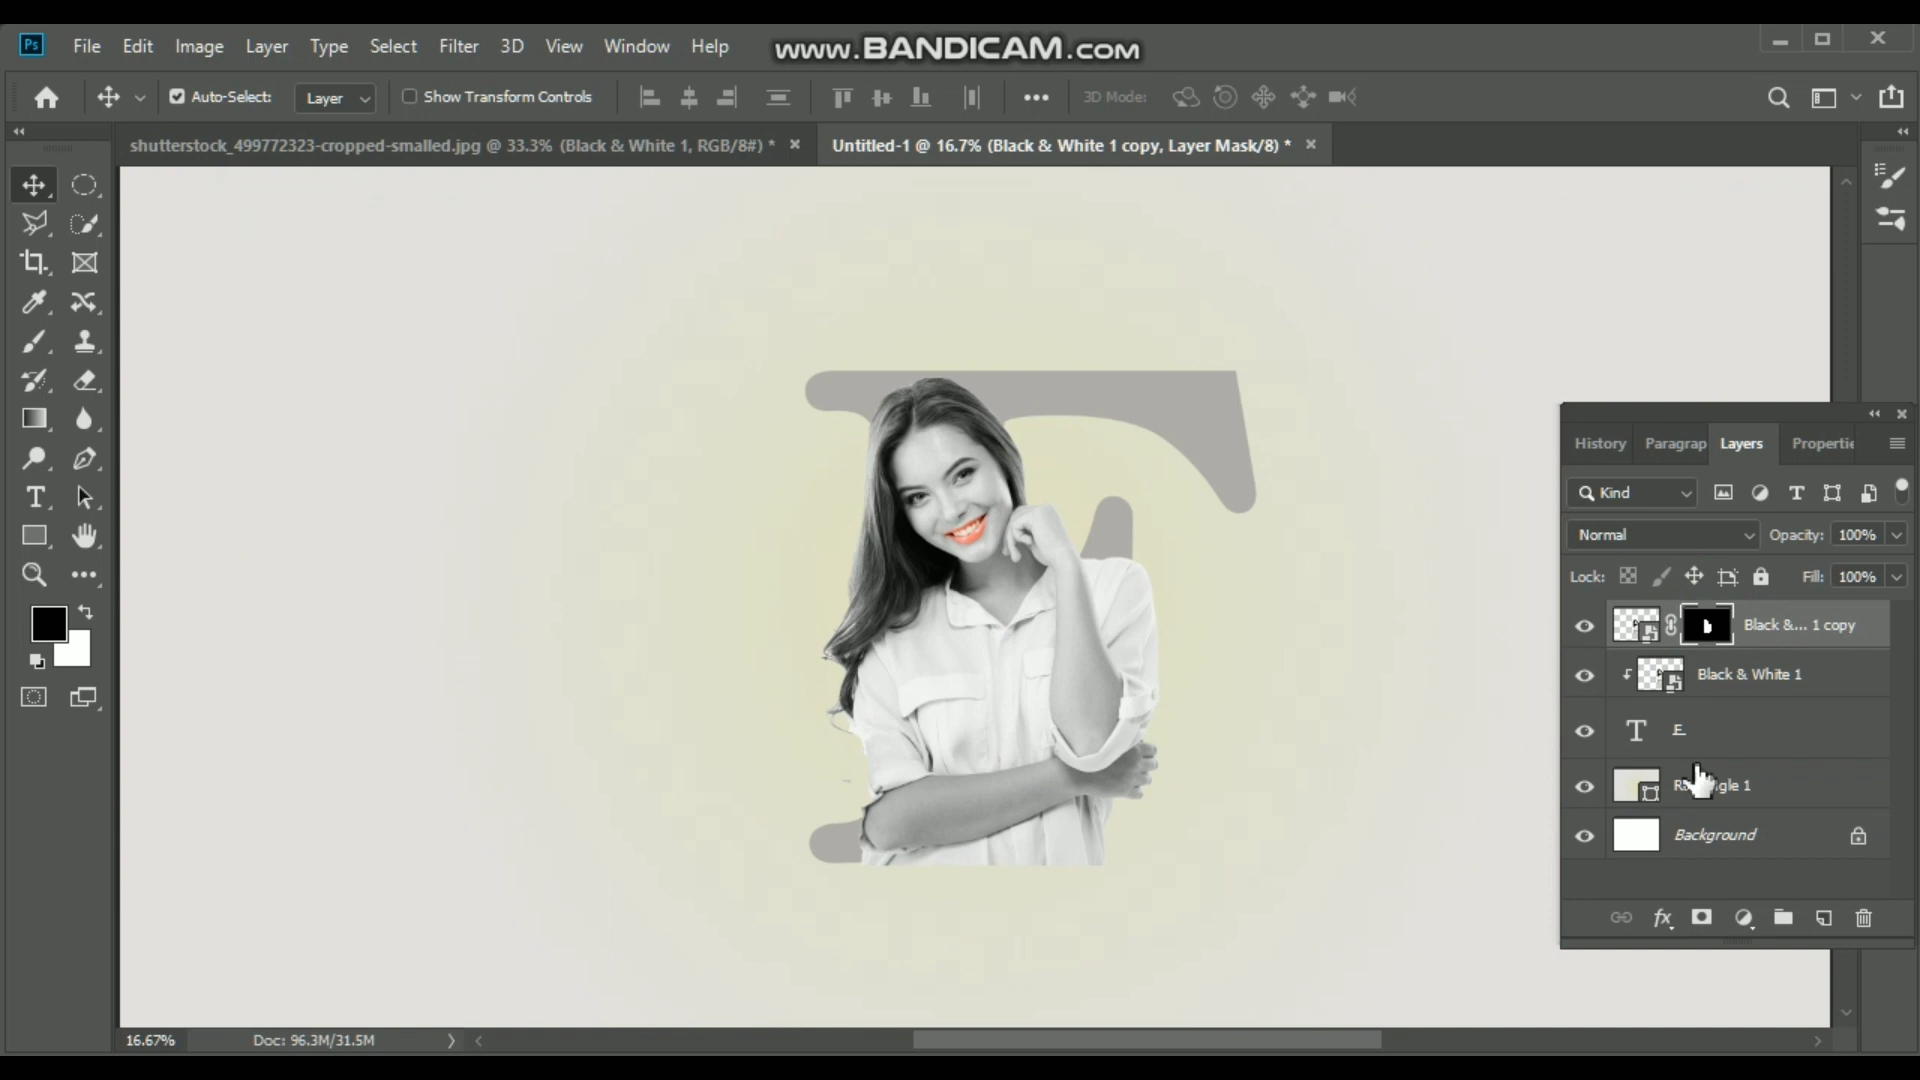 Ps File Edit Image Layer Type Select Filter 3D View Window Help
www.BANDICAM.com
Auto-Select: Layer Show Transform Controls 3D Mode:
shutterstock_499772323-cropped-smalled.jpg @ 33.3% (Black & White 1, RGB/8#) *
Untitled-1 @ 16.7% (Black & White 1 copy, Layer Mask/8) *
History Paragrap Layers Propertie
Kind
Normal Opacity: 100%
Lock: Fill: 100%
Black &... 1 copy
Black & White 1
T E
Background
fx
16.67% Doc: 96.3M/31.5M